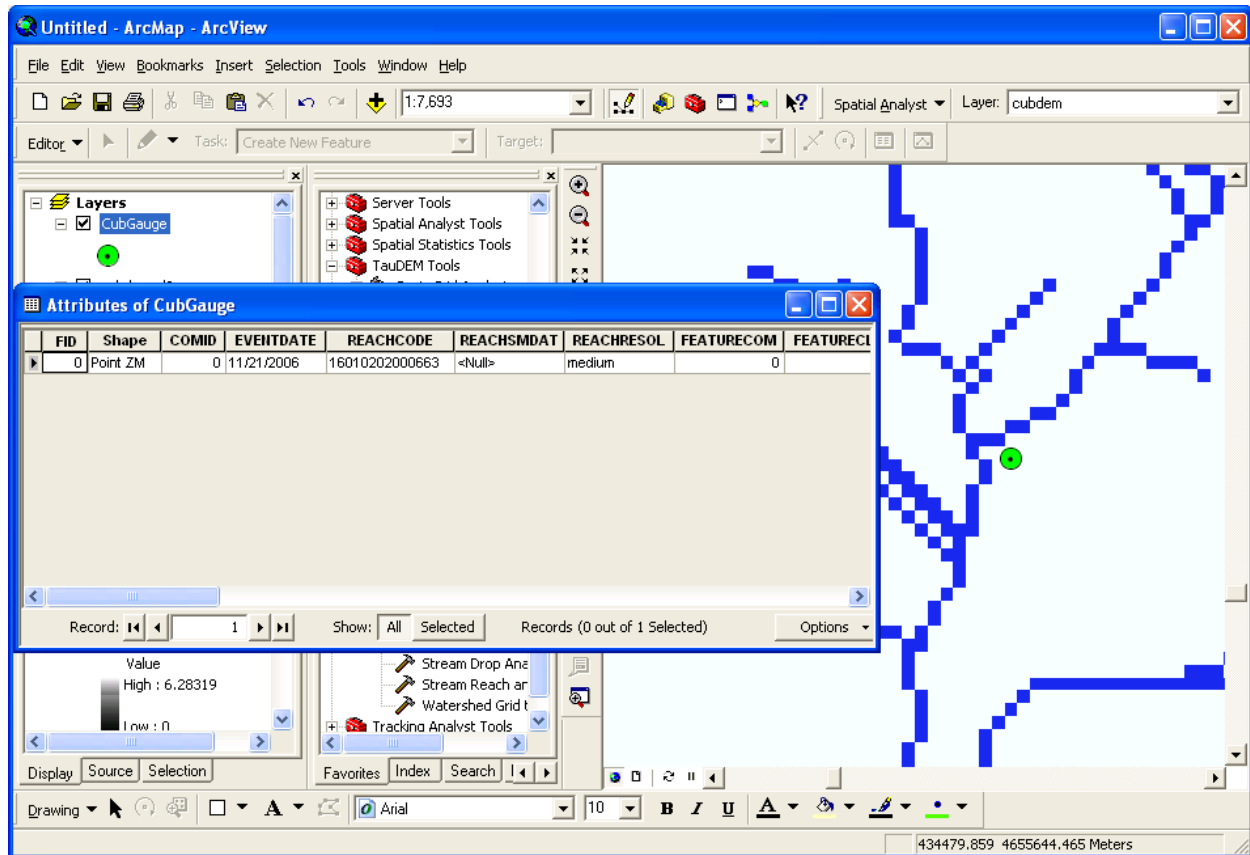 Untitled - ArcMap - ArcView
File Edit View Bookmarks Insert Selection Tools Window Help
1:7,693 Spatial Analyst Layer: cubdem
Editor Task: Create New Feature Target:
Layers
CubGauge
Server Tools
Spatial Analyst Tools
Spatial Statistics Tools
TauDEM Tools
Attributes of CubGauge
FID Shape COMID EVENTDATE REACHCODE REACHSMDAT REACHRESOL FEATURECOM FEATURECL
0 Point ZM 0 11/21/2006 16010202000663 <Null> medium 0
Record: 1 Show: All Selected Records (0 out of 1 Selected) Options
Value
High : 6.28319
Low : 0
Stream Drop Ana
Stream Reach ar
Watershed Grid t
Tracking Analyst Tools
Display Source Selection
Favorites Index Search
Drawing A Arial 10 B I U A
434479.859 4655644.465 Meters